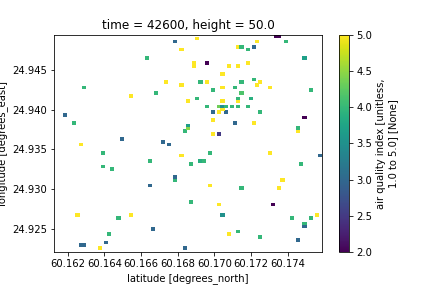 time = 42600, height = 50.0
24.945
24.940
24.935
24.930
24.925
longitude [degrees_east]
60.162 60.164 60.166 60.168 60.170 60.172 60.174
latitude [degrees_north]
5.0
4.5
4.0
3.5
3.0
2.5
2.0
air quality index [unitless,
1.0 to 5.0] [None]